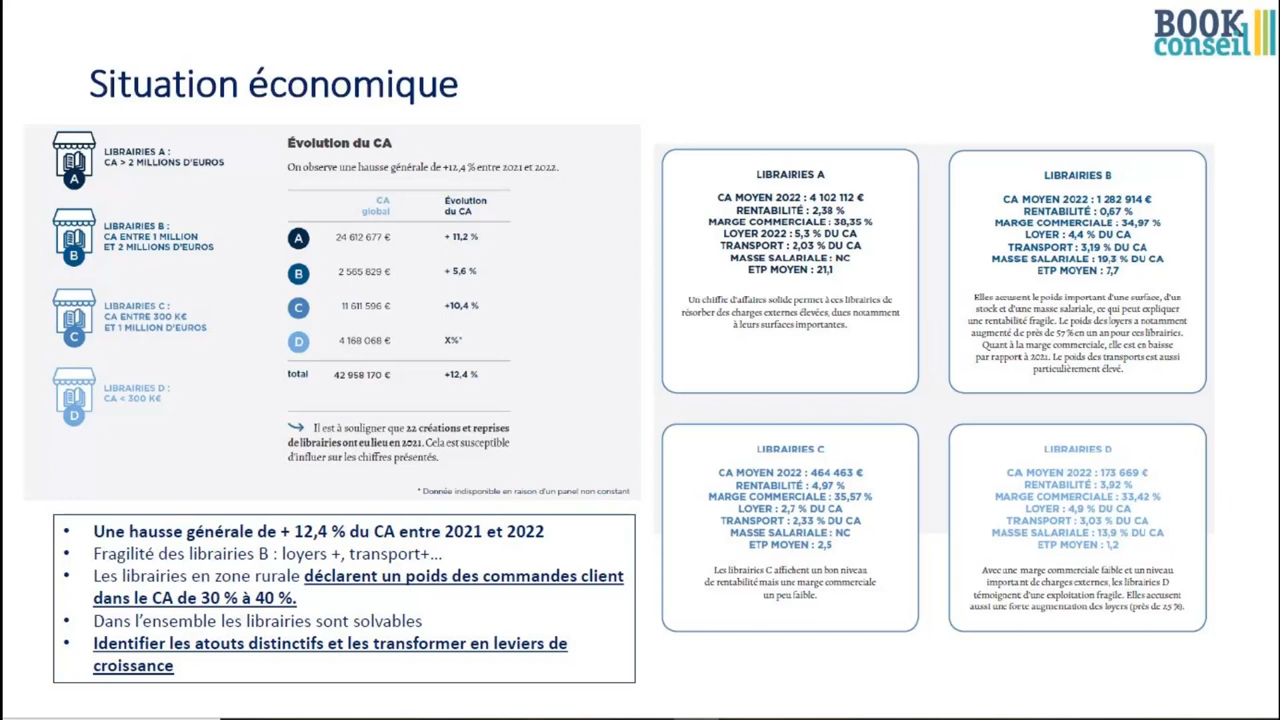 BOOK
conseil
Situation économique
LIBRAIRIES A :
CA > 2 MILLIONS D'EUROS
A
LIBRAIRIES B :
CA ENTRE 1 MILLION
ET 2 MILLIONS D'EUROS
B
LIBRAIRIES C :
CA ENTRE 300 K€
ET 1 MILLION D'EUROS
C
LIBRAIRIES D :
CA < 300 K€
D
Évolution du CA
On observe une hausse générale de +12,4 % entre 2021 et 2022.
CA global Évolution du CA
A 24 612 677 € + 11,2 %
B 2 565 829 € + 5,6 %
C 11 611 596 € +10,4 %
D 4 168 068 € X%*
total 42 958 170 € +12,4 %
Il est à souligner que 22 créations et reprises
de librairies ont eu lieu en 2021. Cela est susceptible
d'influer sur les chiffres présentés.
* Donnée indisponible en raison d'un panel non constant
• Une hausse générale de + 12,4 % du CA entre 2021 et 2022
• Fragilité des librairies B : loyers +, transport+...
• Les librairies en zone rurale déclarent un poids des commandes client
dans le CA de 30 % à 40 %.
• Dans l'ensemble les librairies sont solvables
• Identifier les atouts distinctifs et les transformer en leviers de
croissance
LIBRAIRIES A
CA MOYEN 2022 : 4 102 112 €
RENTABILITÉ : 2,38 %
MARGE COMMERCIALE : 38,35 %
LOYER 2022 : 5,3 % DU CA
TRANSPORT : 2,03 % DU CA
MASSE SALARIALE : NC
ETP MOYEN : 21,1
Un chiffre d'affaires solide permet à ces librairies de
résorber des charges externes élevées, dues notamment
à leurs surfaces importantes.
LIBRAIRIES B
CA MOYEN 2022 : 1 282 914 €
RENTABILITÉ : 0,67 %
MARGE COMMERCIALE : 34,97 %
LOYER : 4,4 % DU CA
TRANSPORT : 3,19 % DU CA
MASSE SALARIALE : 19,3 % DU CA
ETP MOYEN : 7,7
Elles accusent le poids important d'une surface, d'un
stock et d'une masse salariale, ce qui peut expliquer
une rentabilité fragile. Le poids des loyers a notamment
augmenté de près de 57 % en un an pour ces librairies.
Quant à la marge commerciale, elle est en baisse
par rapport à 2021. Le poids des transports est aussi
particulièrement élevé.
LIBRAIRIES C
CA MOYEN 2022 : 464 463 €
RENTABILITÉ : 4,97 %
MARGE COMMERCIALE : 35,57 %
LOYER : 2,7 % DU CA
TRANSPORT : 2,33 % DU CA
MASSE SALARIALE : NC
ETP MOYEN : 2,5
Les librairies C affichent un bon niveau
de rentabilité mais une marge commerciale
un peu faible.
LIBRAIRIES D
CA MOYEN 2022 : 173 669 €
RENTABILITÉ : 3,92 %
MARGE COMMERCIALE : 33,42 %
LOYER : 4,9 % DU CA
TRANSPORT : 3,03 % DU CA
MASSE SALARIALE : 13,9 % DU CA
ETP MOYEN : 1,2
Avec une marge commerciale faible et un niveau
important de charges externes, les librairies D
témoignent d'une exploitation fragile. Elles accusent
aussi une forte augmentation des loyers (près de 25 %).